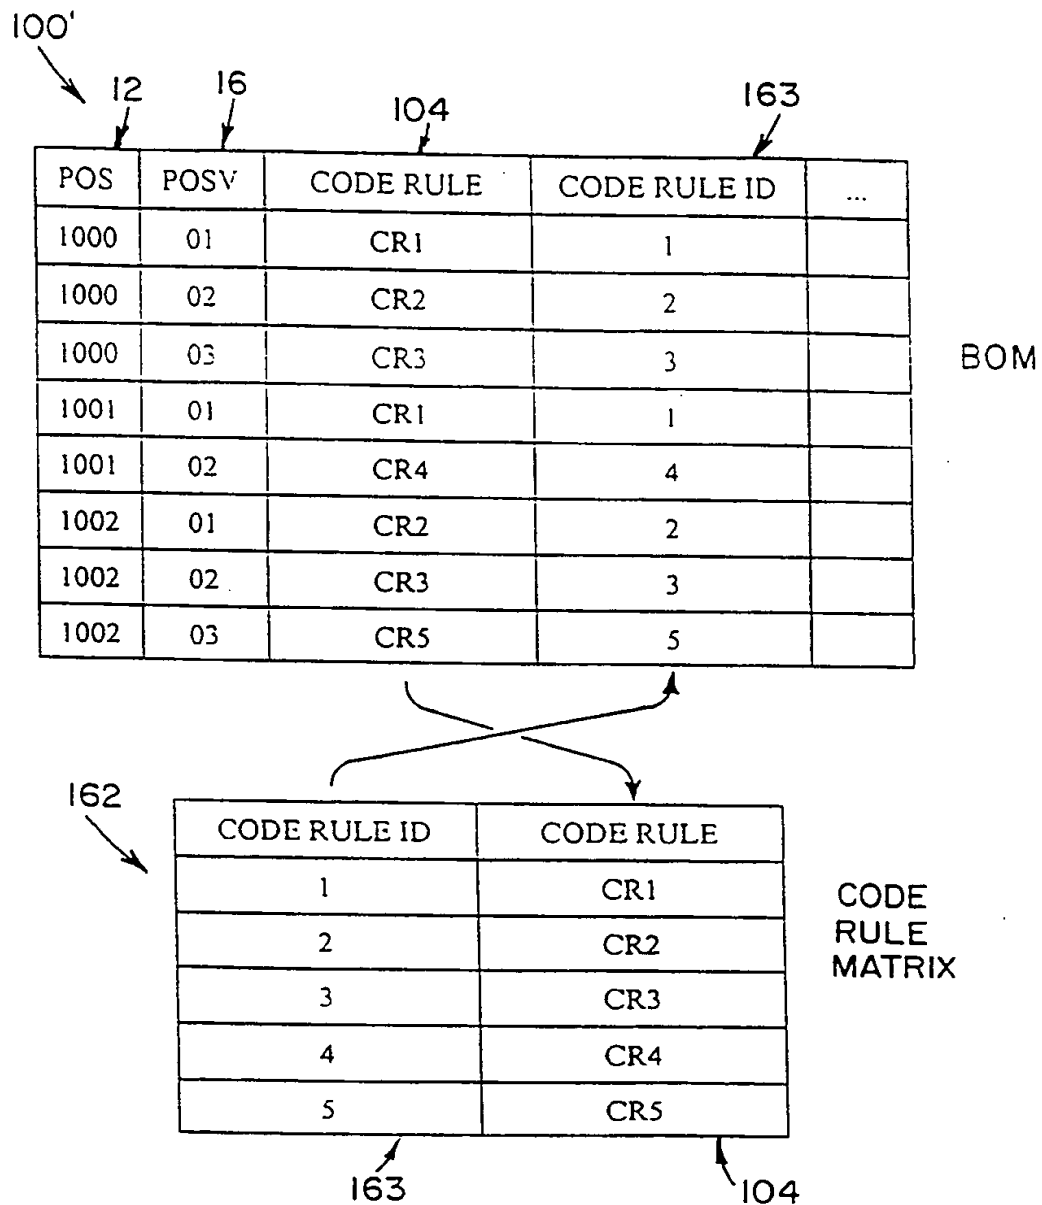 100'
12 16 104 163
POS POSV CODE RULE CODE RULE ID ...
1000 01 CR1 1
1000 02 CR2 2
1000 03 CR3 3
1001 01 CR1 1
1001 02 CR4 4
1002 01 CR2 2
1002 02 CR3 3
1002 03 CR5 5
BOM
162
CODE RULE ID CODE RULE
1 CR1
2 CR2
3 CR3
4 CR4
5 CR5
CODE
RULE
MATRIX
163 104